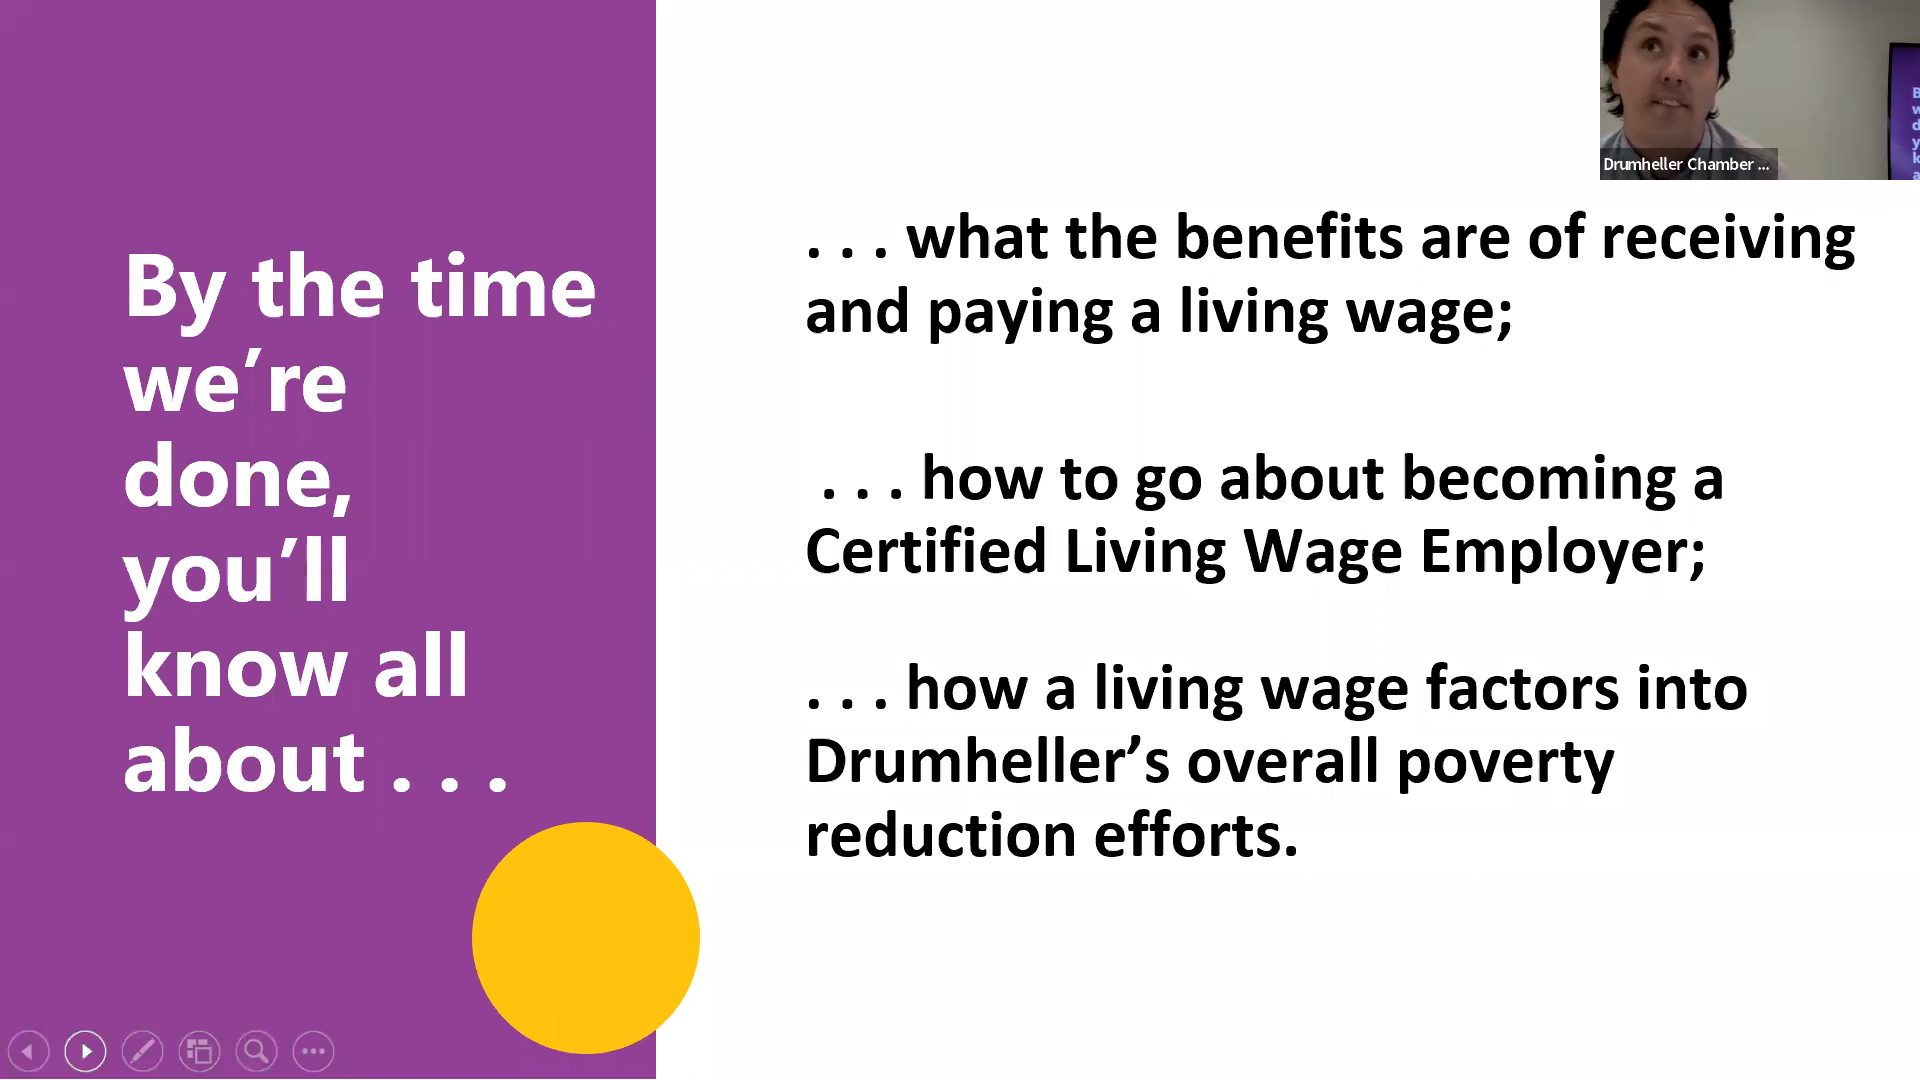 By the time
we’re
done,
you’ll
know all
about . . .
Drumheller Chamber ...
. . . what the benefits are of receiving
and paying a living wage;
. . . how to go about becoming a
Certified Living Wage Employer;
. . . how a living wage factors into
Drumheller’s overall poverty
reduction efforts.